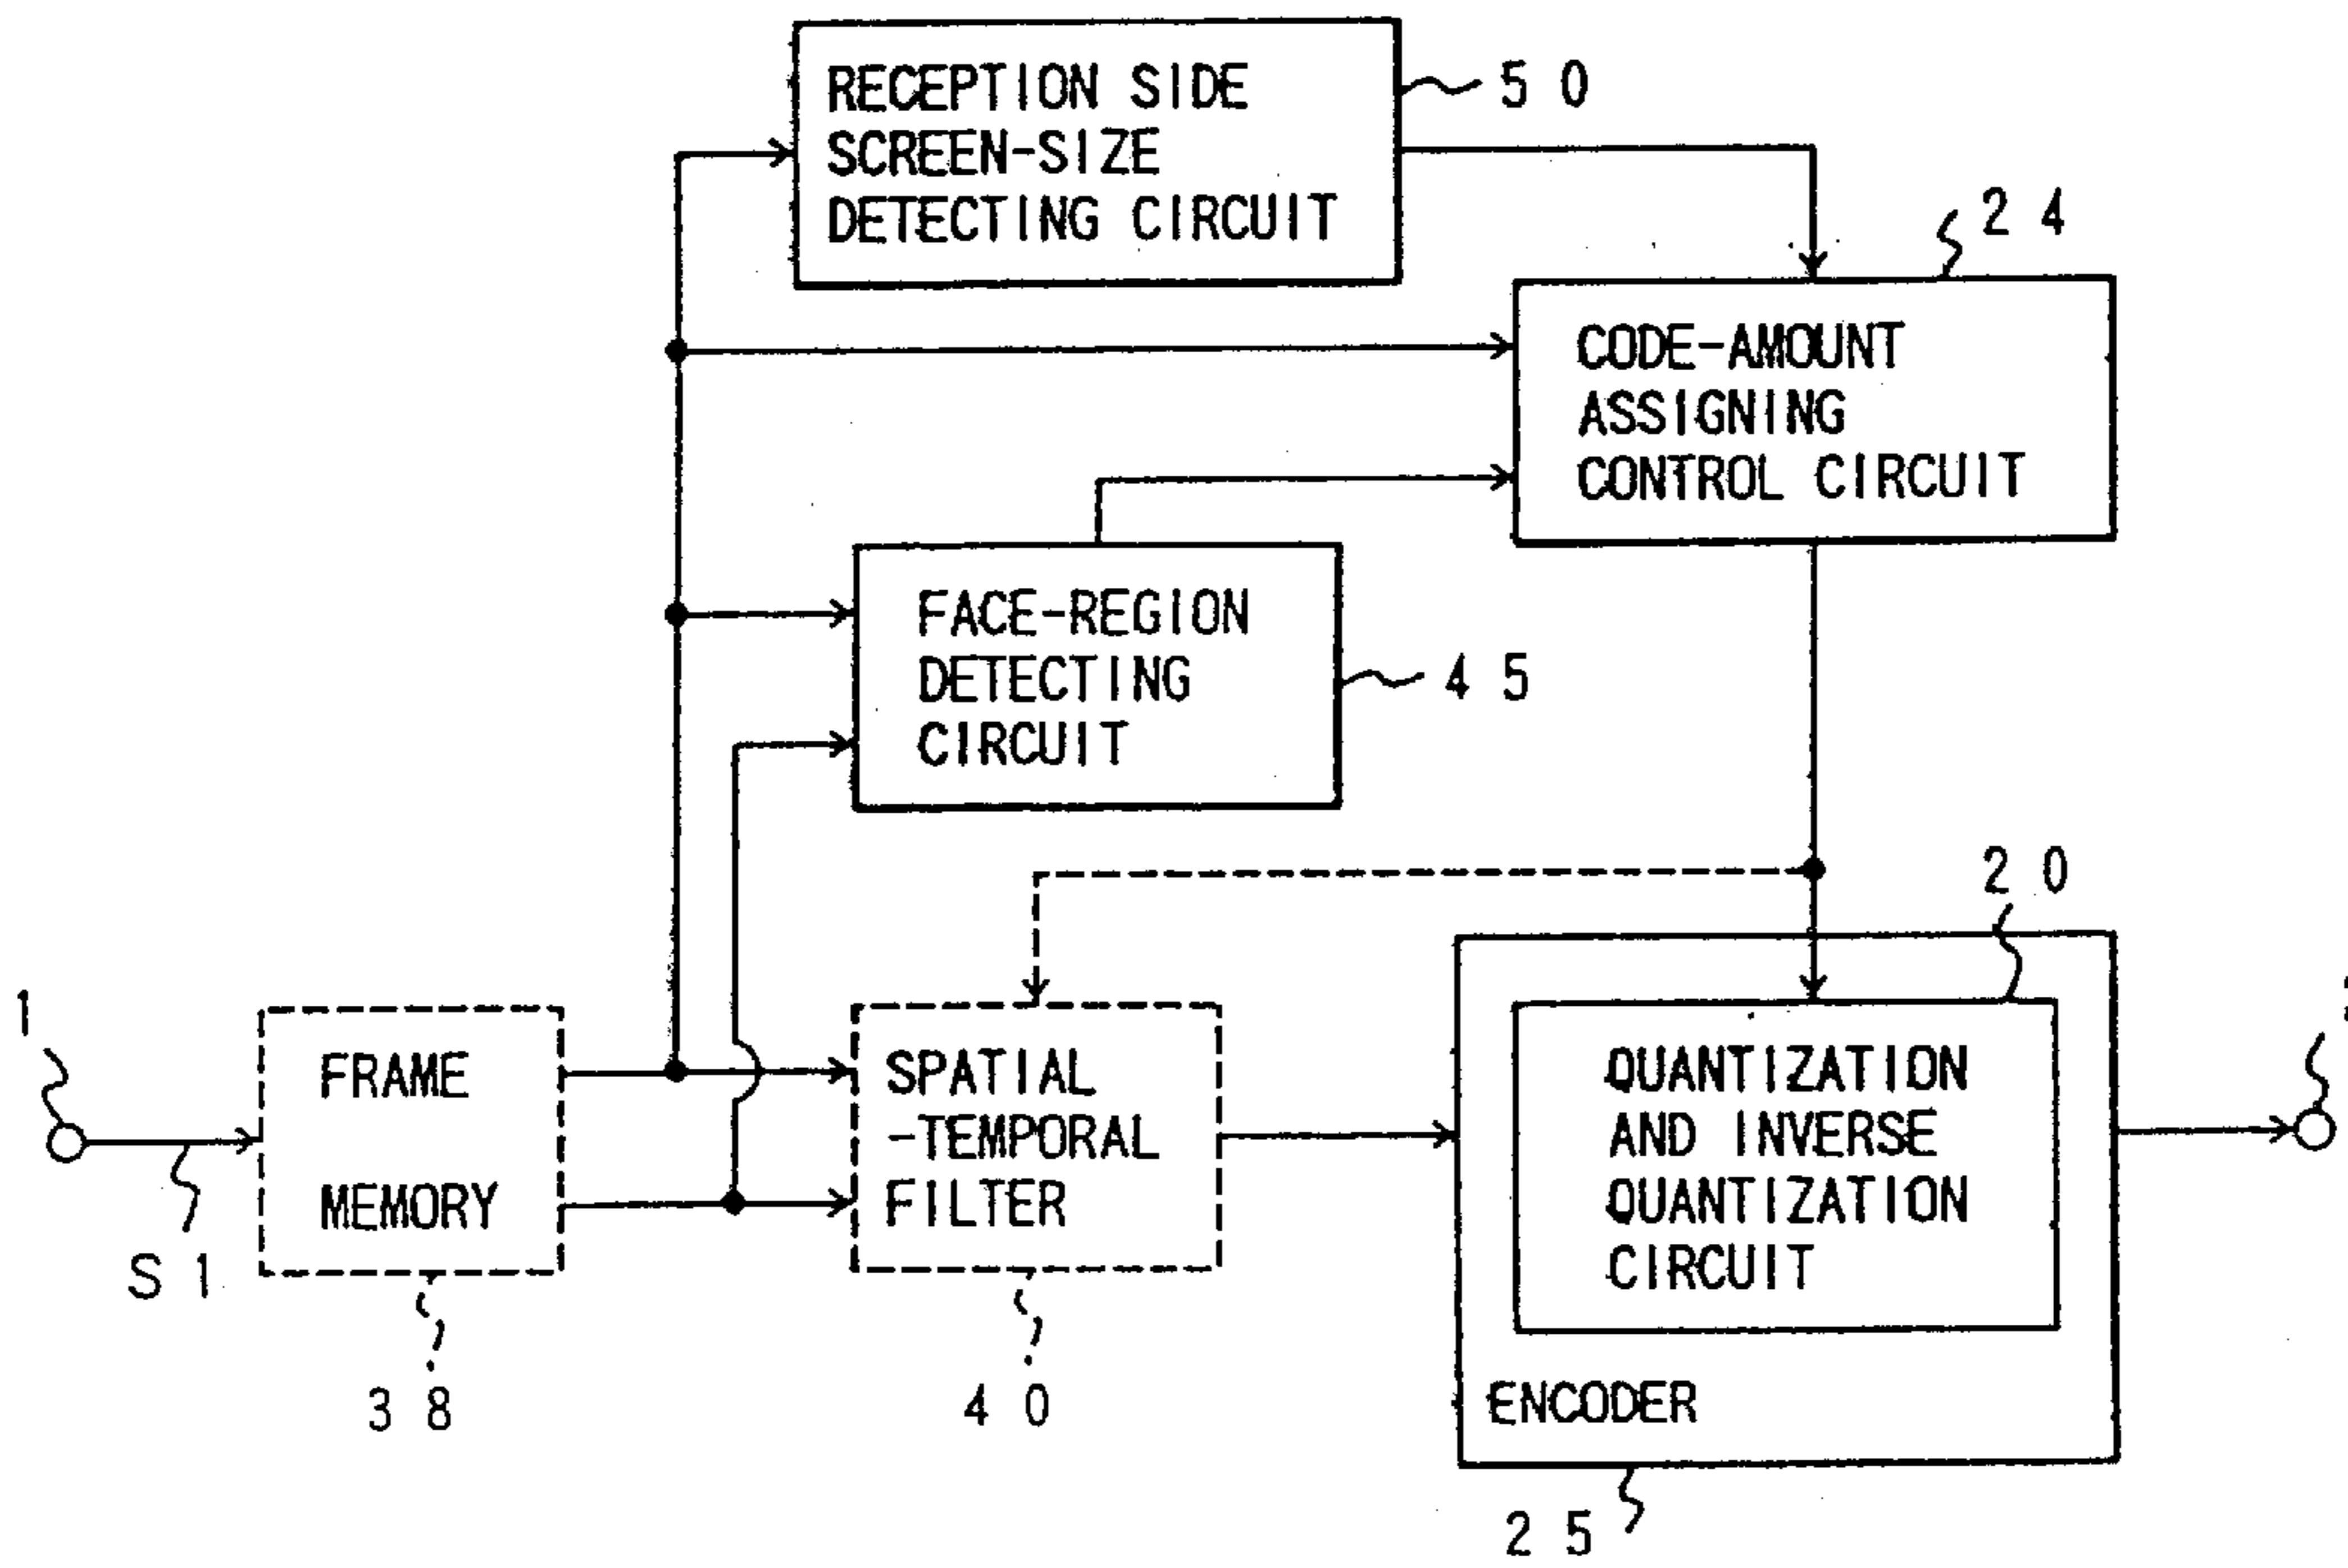 RECEPTION SIDE
SCREEN-SIZE
DETECTING CIRCUIT
50
24
CODE-AMOUNT
ASSIGNING
CONTROL CIRCUIT
FACE-REGION
DETECTING
CIRCUIT
45
20
1
FRAME
MEMORY
S1
38
SPATIAL
-TEMPORAL
FILTER
40
QUANTIZATION
AND INVERSE
QUANTIZATION
CIRCUIT
ENCODER
25